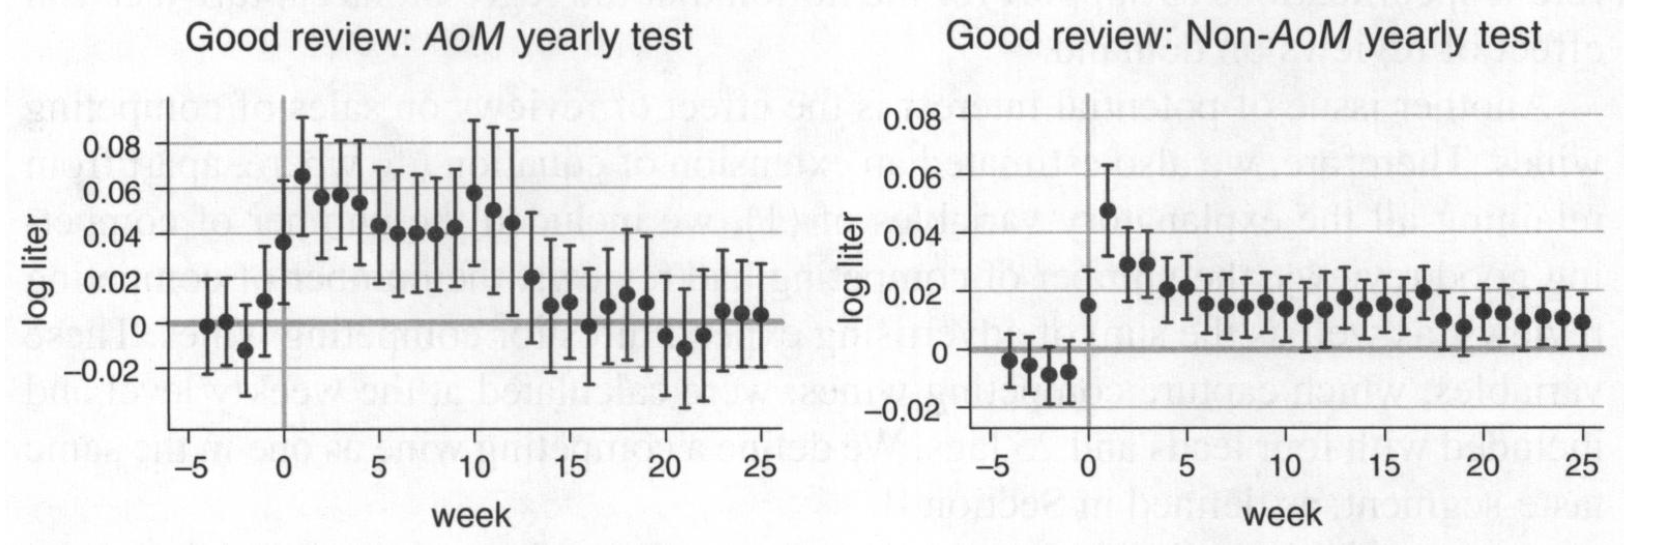 Good review: AoM yearly test
0.08
0.06
0.04
0.02
0
−0.02
log liter
−5 0 5 10 15 20 25
week
Good review: Non-AoM yearly test
0.08
0.06
0.04
0.02
0
−0.02
log liter
−5 0 5 10 15 20 25
week